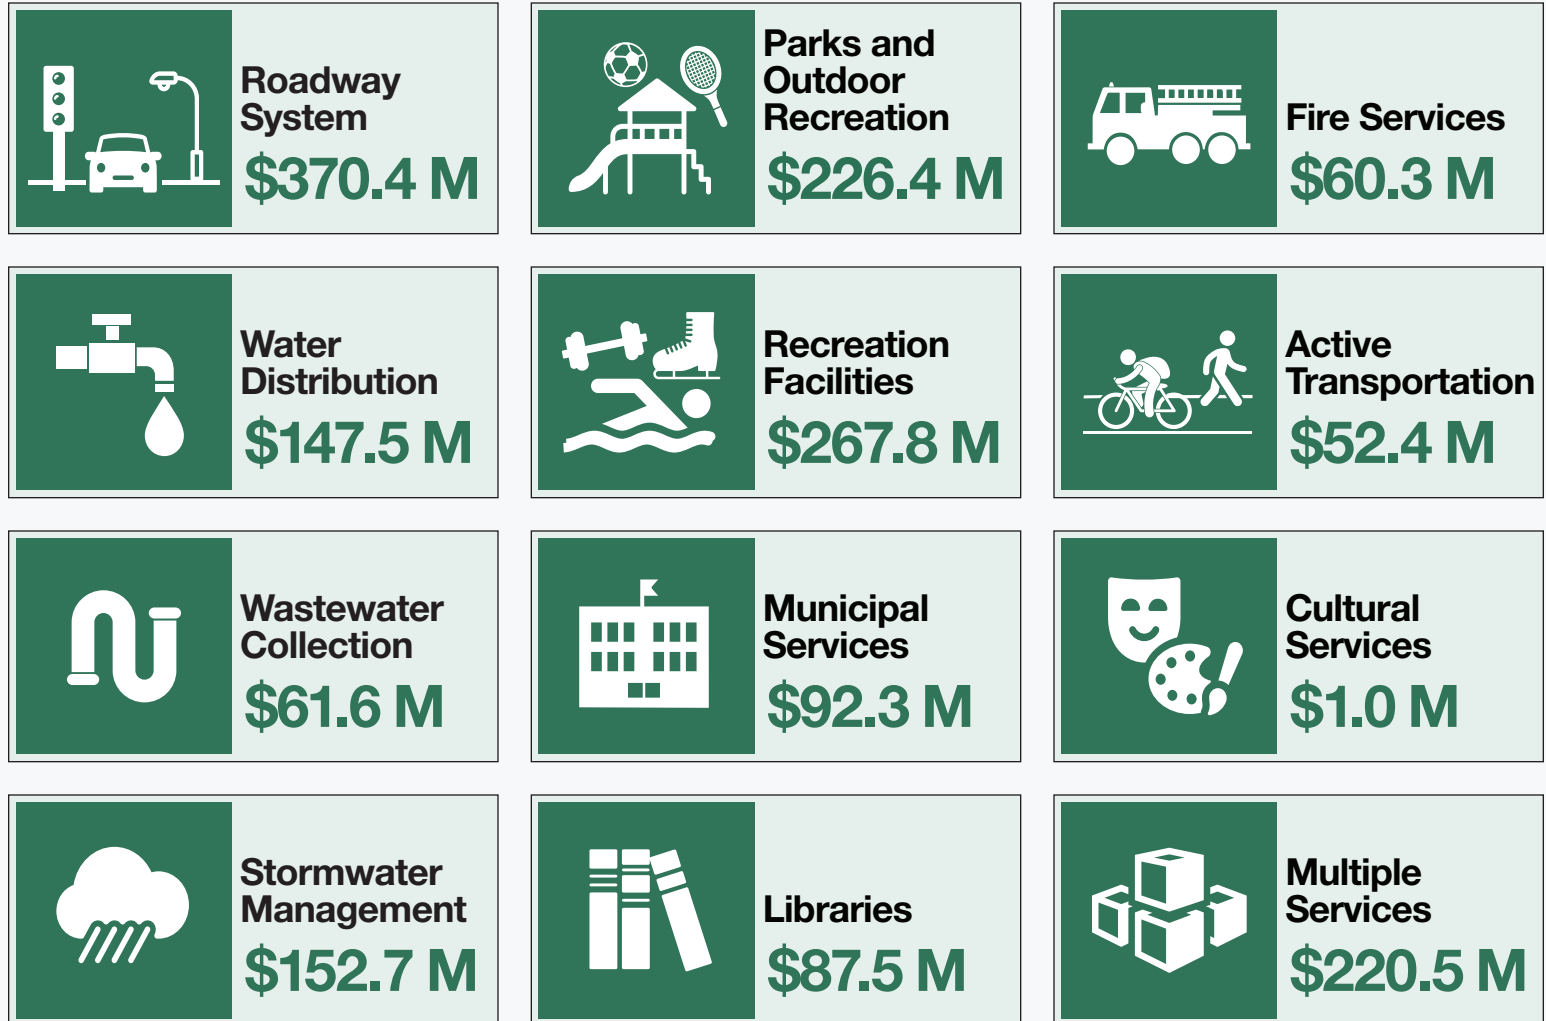 Roadway
System
$370.4 M
Parks and
Outdoor
Recreation
$226.4 M
Fire Services
$60.3 M
Water
Distribution
$147.5 M
Recreation
Facilities
$267.8 M
Active
Transportation
$52.4 M
Wastewater
Collection
$61.6 M
Municipal
Services
$92.3 M
Cultural
Services
$1.0 M
Stormwater
Management
$152.7 M
Libraries
$87.5 M
Multiple
Services
$220.5 M